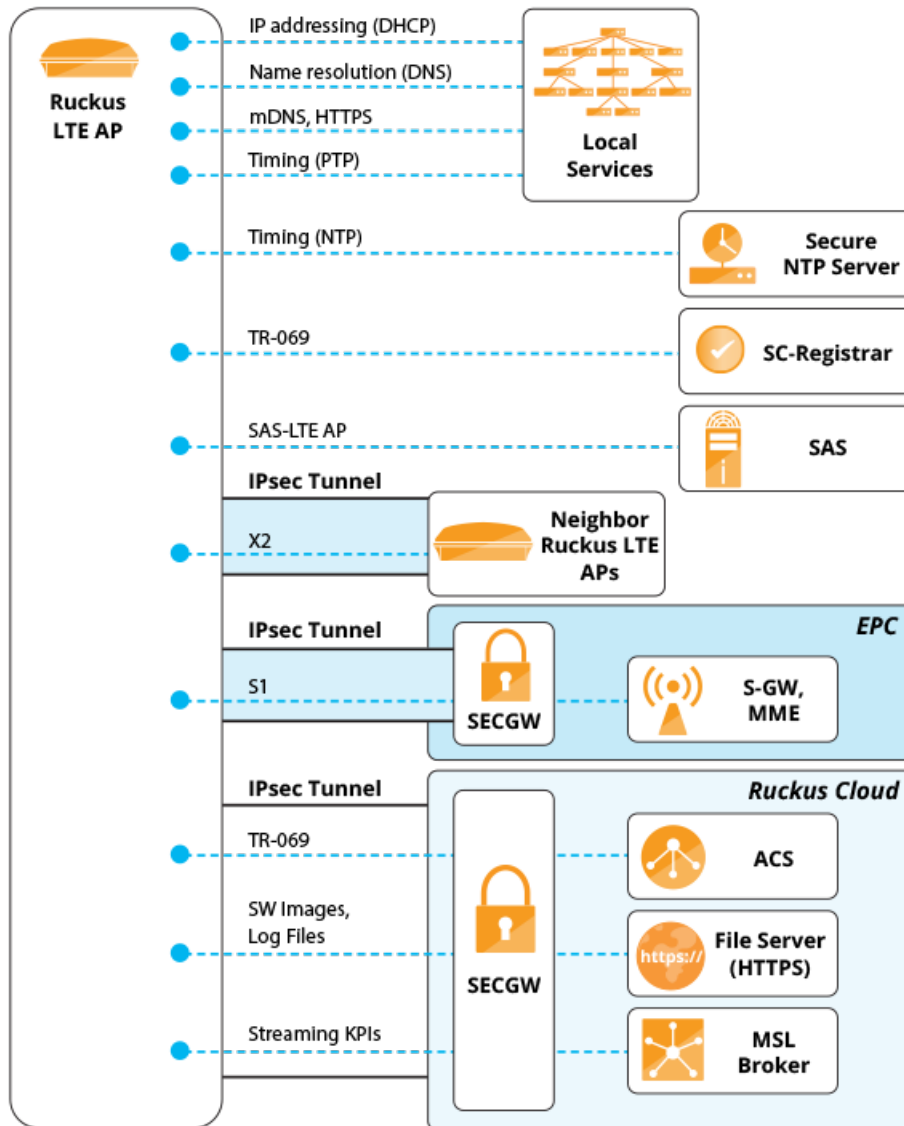 Ruckus
LTE AP
IP addressing (DHCP)
Name resolution (DNS)
mDNS, HTTPS
Timing (PTP)
Local
Services
Timing (NTP)
Secure
NTP Server
TR-069
SC-Registrar
SAS-LTE AP
SAS
IPsec Tunnel
X2
Neighbor
Ruckus LTE
APs
EPC
IPsec Tunnel
S1
SECGW
S-GW,
MME
Ruckus Cloud
IPsec Tunnel
TR-069
ACS
SW Images,
Log Files
SECGW
https://
File Server
(HTTPS)
Streaming KPIs
MSL
Broker